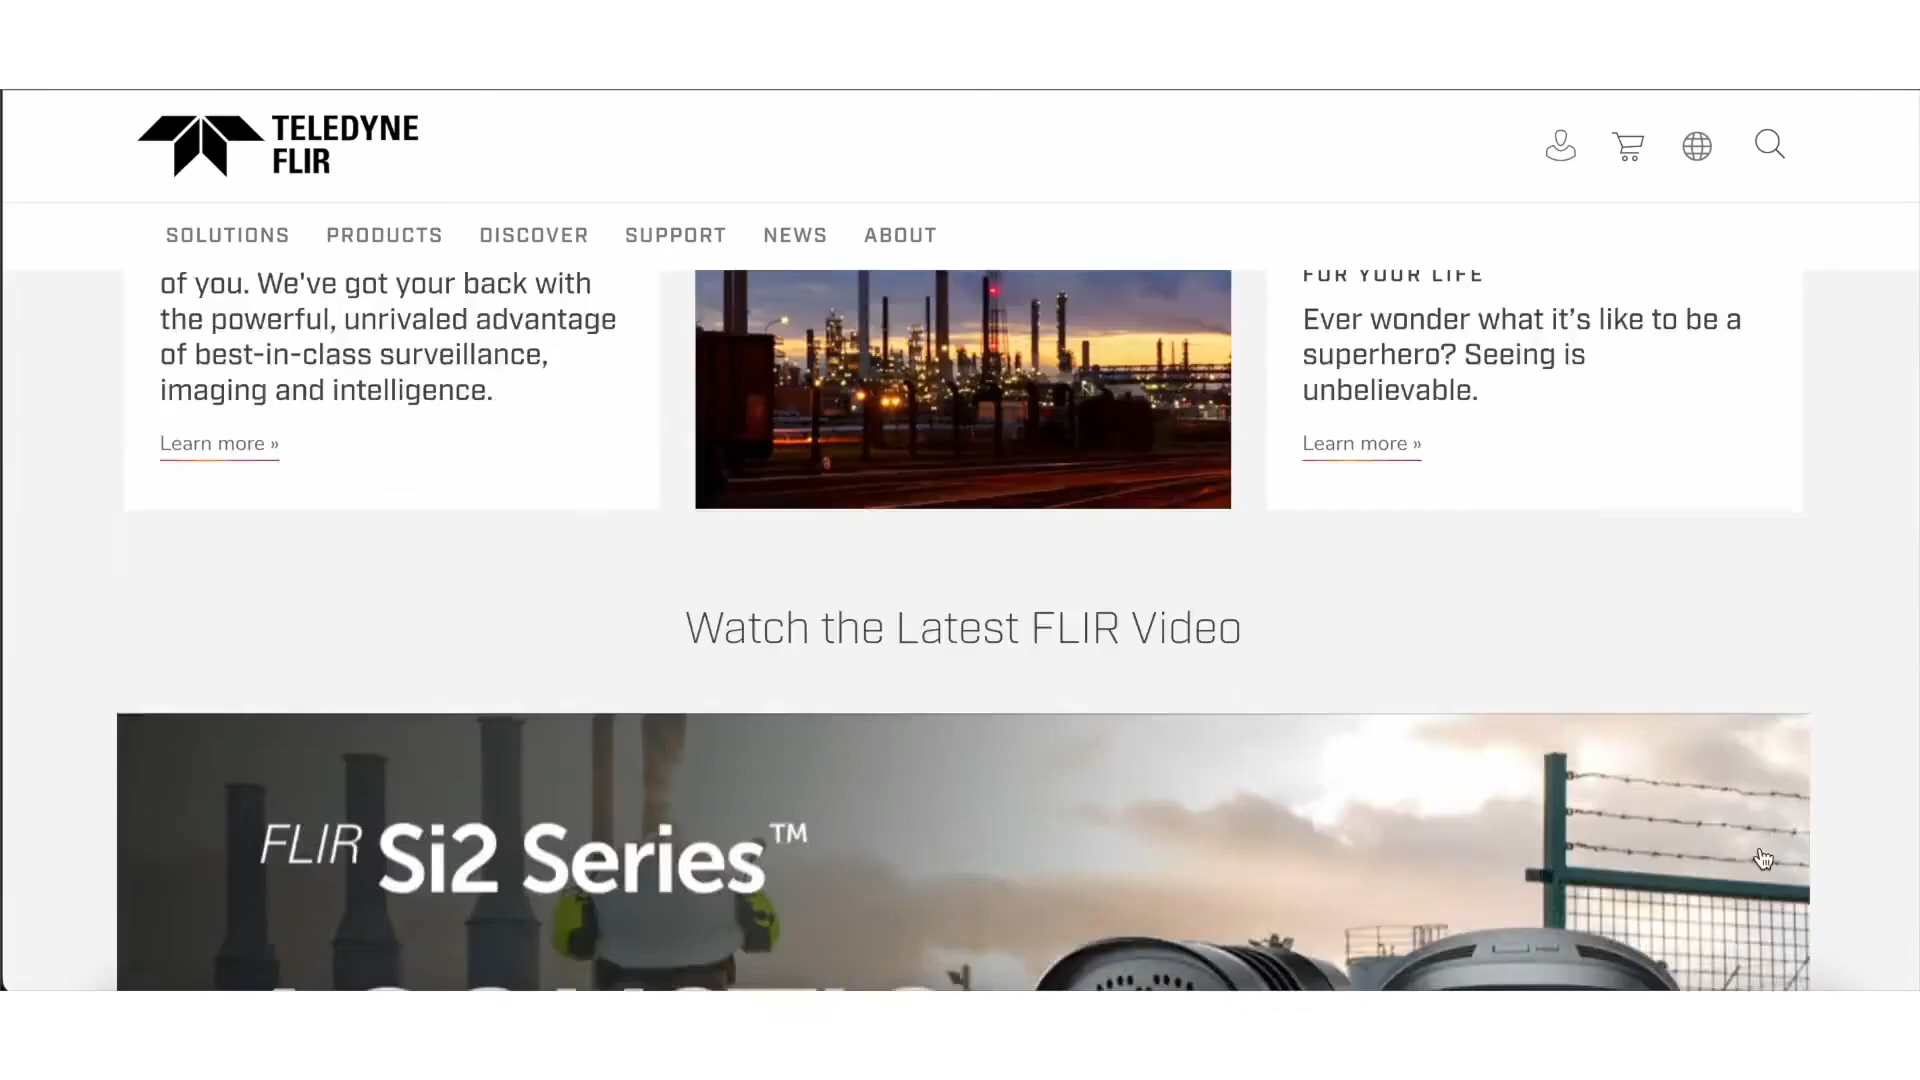 TELEDYNE
FLIR
SOLUTIONS PRODUCTS DISCOVER SUPPORT NEWS ABOUT
of you. We've got your back with
the powerful, unrivaled advantage
of best-in-class surveillance,
imaging and intelligence.
Learn more »
FOR YOUR LIFE
Ever wonder what it’s like to be a
superhero? Seeing is
unbelievable.
Learn more »
Watch the Latest FLIR Video
FLIR Si2 Series™